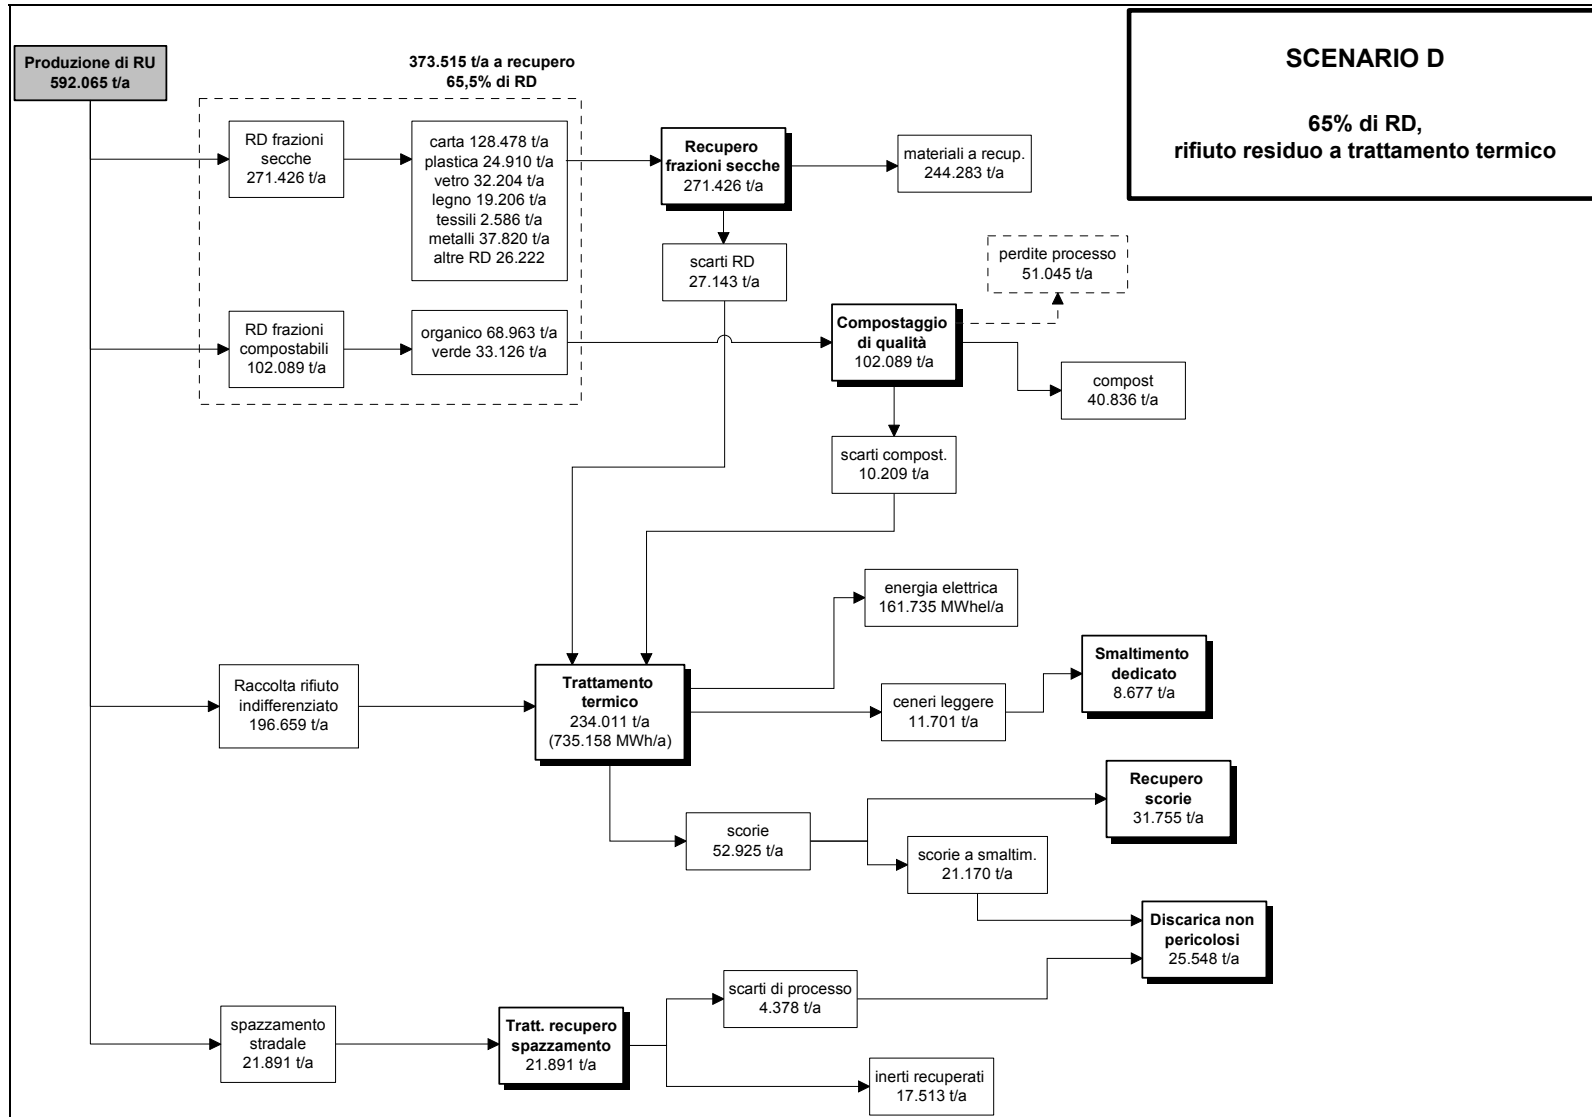 SCENARIO D
65% di RD,
rifiuto residuo a trattamento termico
Produzione di RU
592.065 t/a
373.515 t/a a recupero
65,5% di RD
RD frazioni
secche
271.426 t/a
carta 128.478 t/a
plastica 24.910 t/a
vetro 32.204 t/a
legno 19.206 t/a
tessili 2.586 t/a
metalli 37.820 t/a
altre RD 26.222
Recupero
frazioni secche
271.426 t/a
materiali a recup.
244.283 t/a
scarti RD
27.143 t/a
perdite processo
51.045 t/a
RD frazioni
compostabili
102.089 t/a
organico 68.963 t/a
verde 33.126 t/a
Compostaggio
di qualità
102.089 t/a
compost
40.836 t/a
scarti compost.
10.209 t/a
energia elettrica
161.735 MWhel/a
Raccolta rifiuto
indifferenziato
196.659 t/a
Trattamento
termico
234.011 t/a
(735.158 MWh/a)
ceneri leggere
11.701 t/a
Smaltimento
dedicato
8.677 t/a
Recupero
scorie
31.755 t/a
scorie
52.925 t/a
scorie a smaltim.
21.170 t/a
Discarica non
pericolosi
25.548 t/a
scarti di processo
4.378 t/a
spazzamento
stradale
21.891 t/a
Tratt. recupero
spazzamento
21.891 t/a
inerti recuperati
17.513 t/a